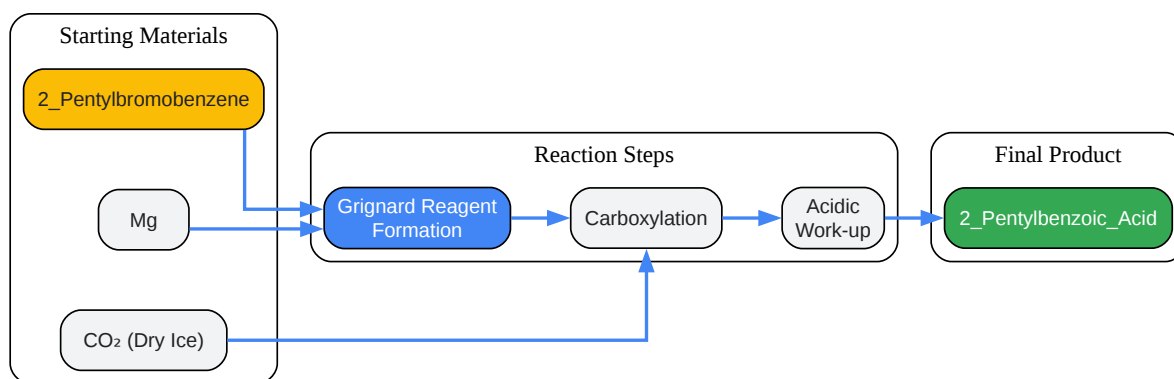 Starting Materials
2_Pentylbromobenzene
Mg
CO₂ (Dry Ice)
Reaction Steps
Grignard Reagent
Formation
Carboxylation
Acidic
Work-up
Final Product
2_Pentylbenzoic_Acid